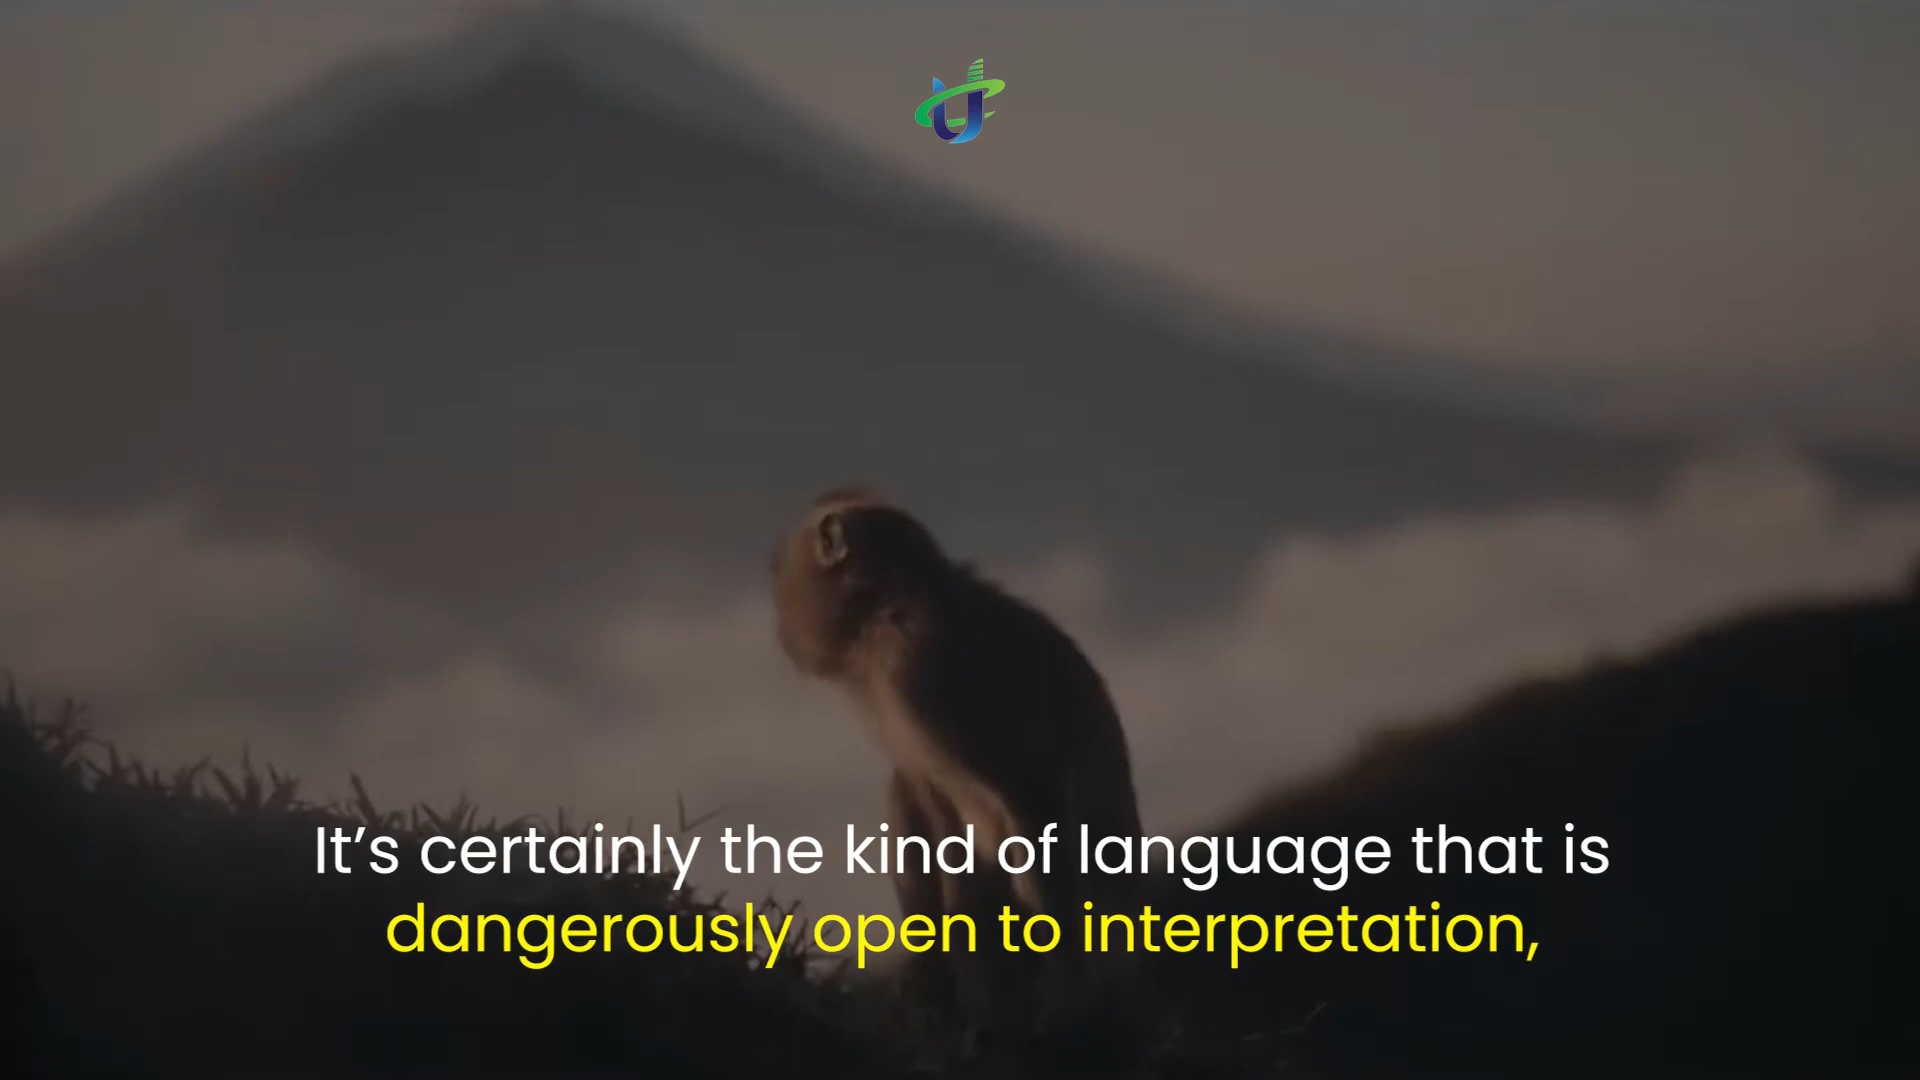 It’s certainly the kind of language that is
dangerously open to interpretation,